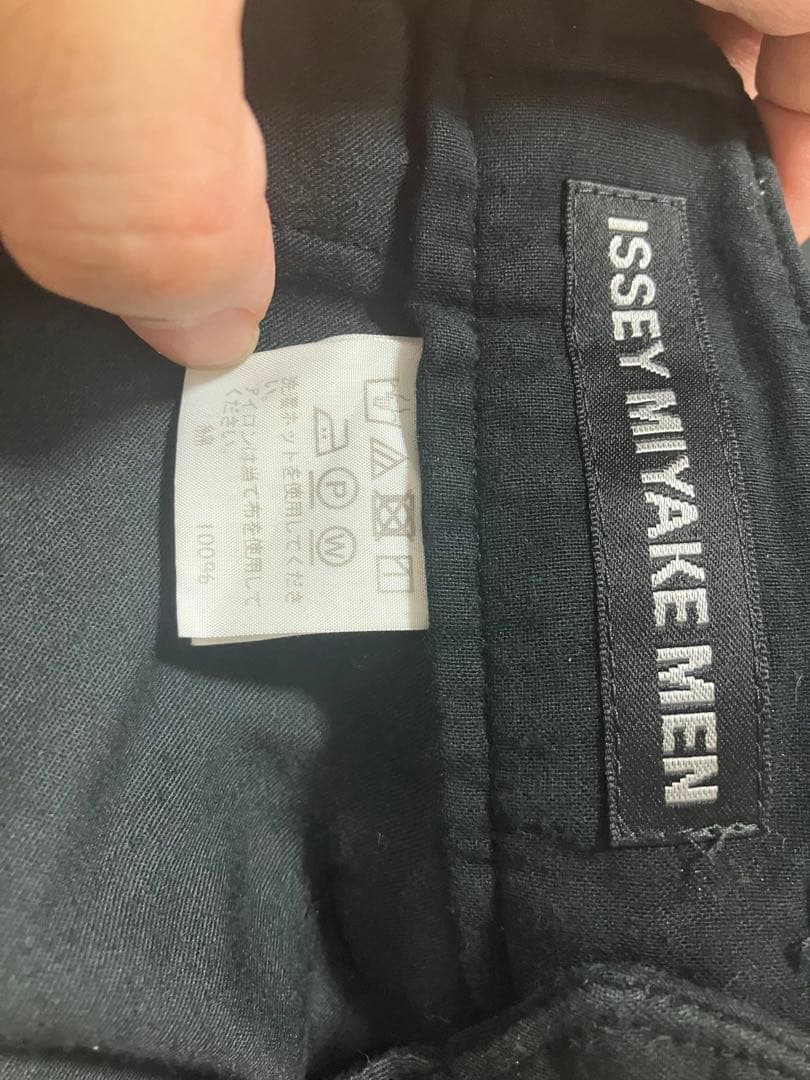 ISSEY MIYAKE MEN
P
W
洗濯ネットを使用してくださ
い
アイロンは当て布を使用して
ください
綿 100%